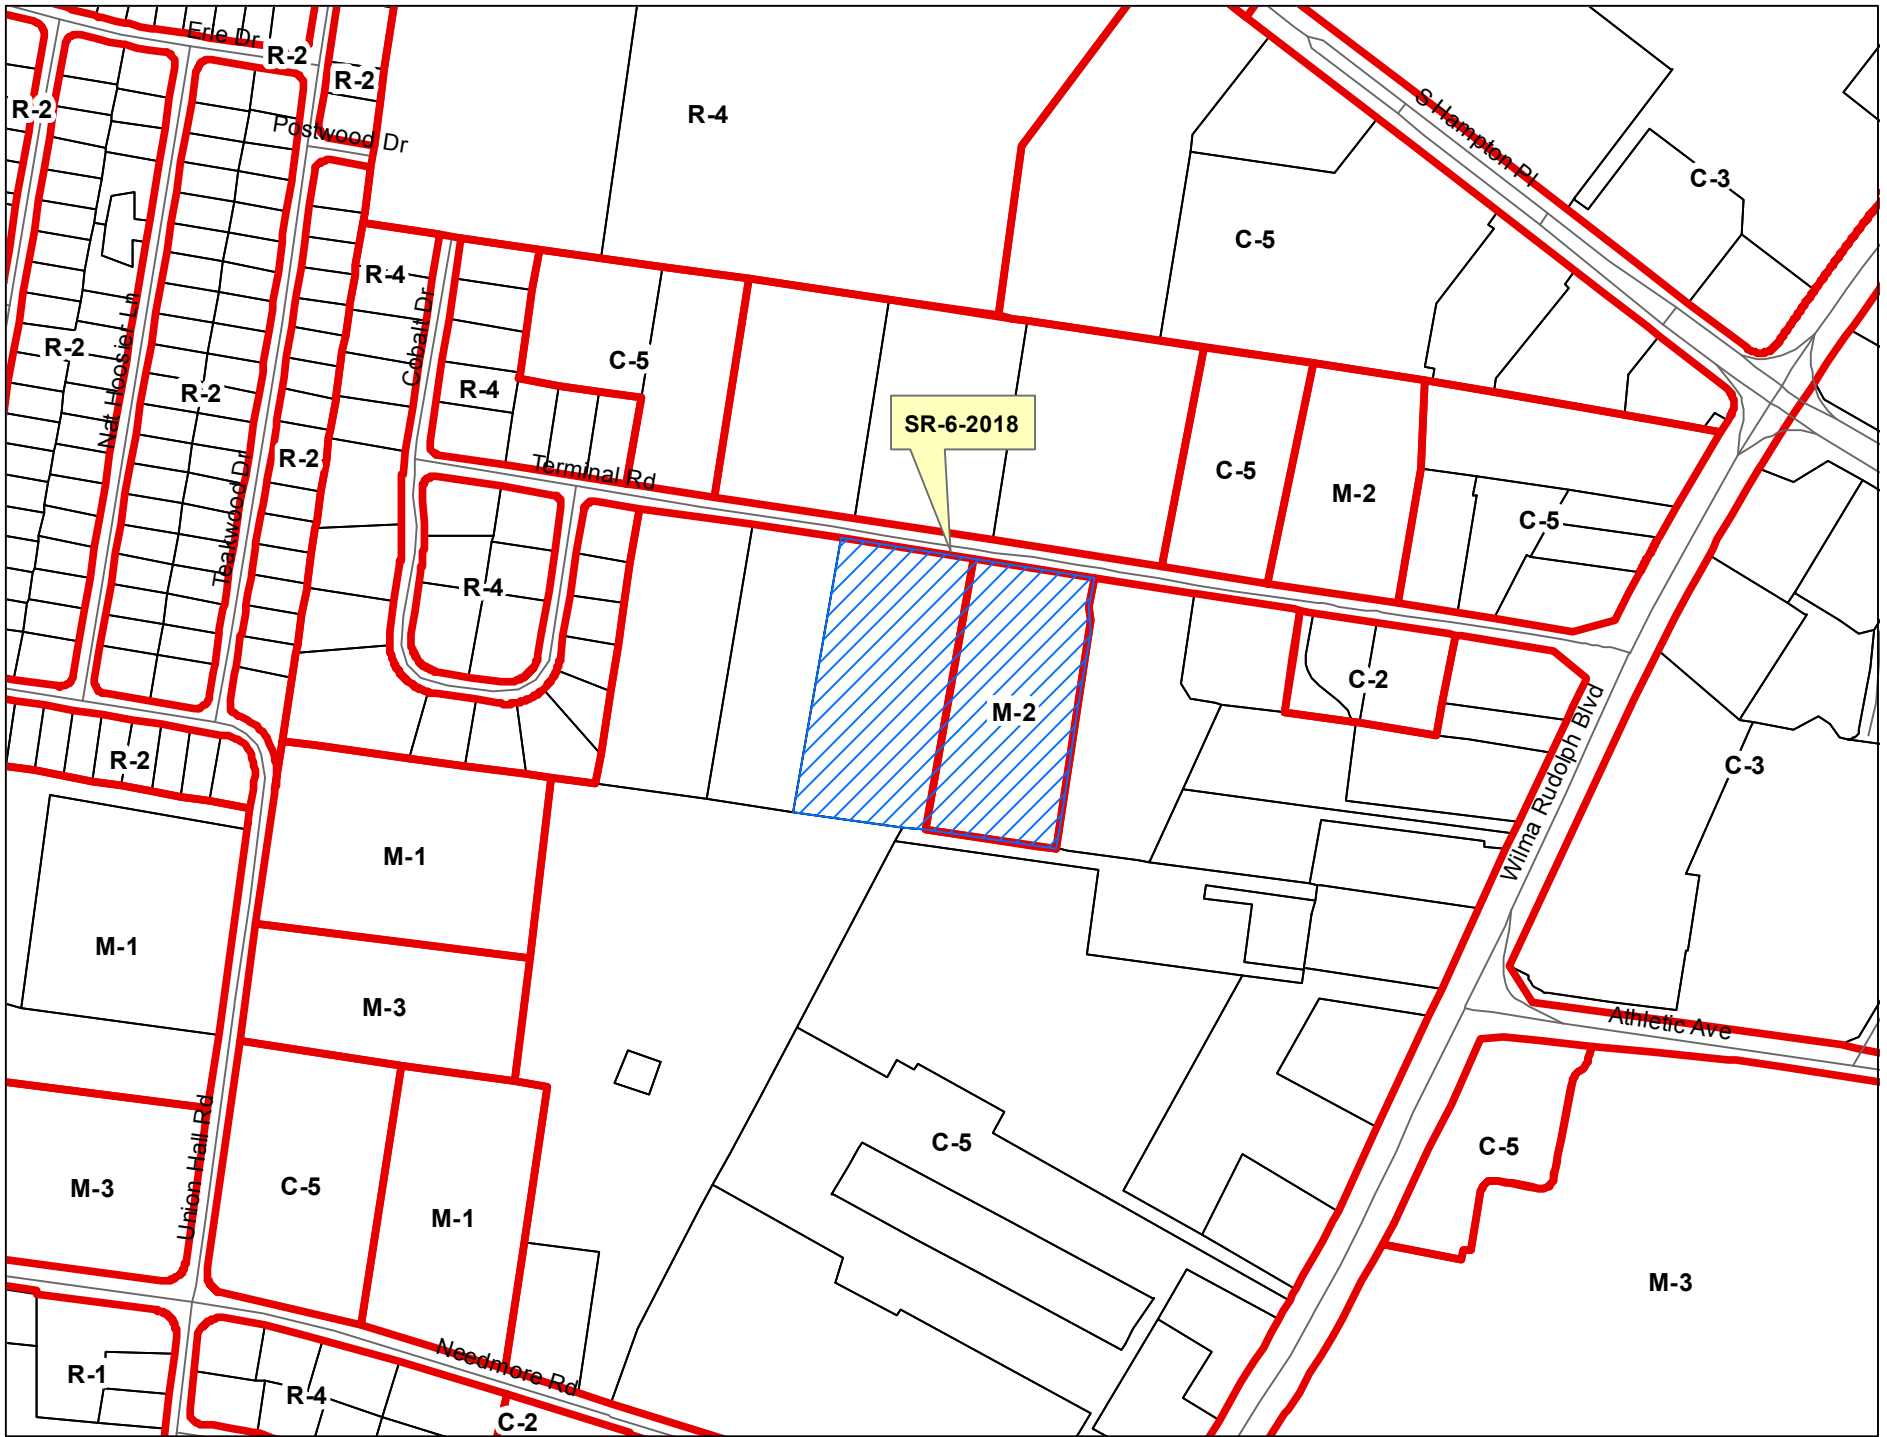 Erie Dr
R-2
R-2
R-2
Postwood Dr
R-4
S Hampton Pl
C-3
C-5
R-4
Cobalt Dr
Nat Hoosier Ln
R-2
C-5
R-4
R-2
SR-6-2018
R-2
Teakwood Dr
Terminal Rd
C-5
M-2
C-5
R-4
C-2
M-2
Wilma Rudolph Blvd
R-2
C-3
M-1
M-1
M-3
Athletic Ave
Union Hall Rd
C-5
C-5
M-3
C-5
M-1
M-3
Needmore Rd
R-1
R-4
C-2